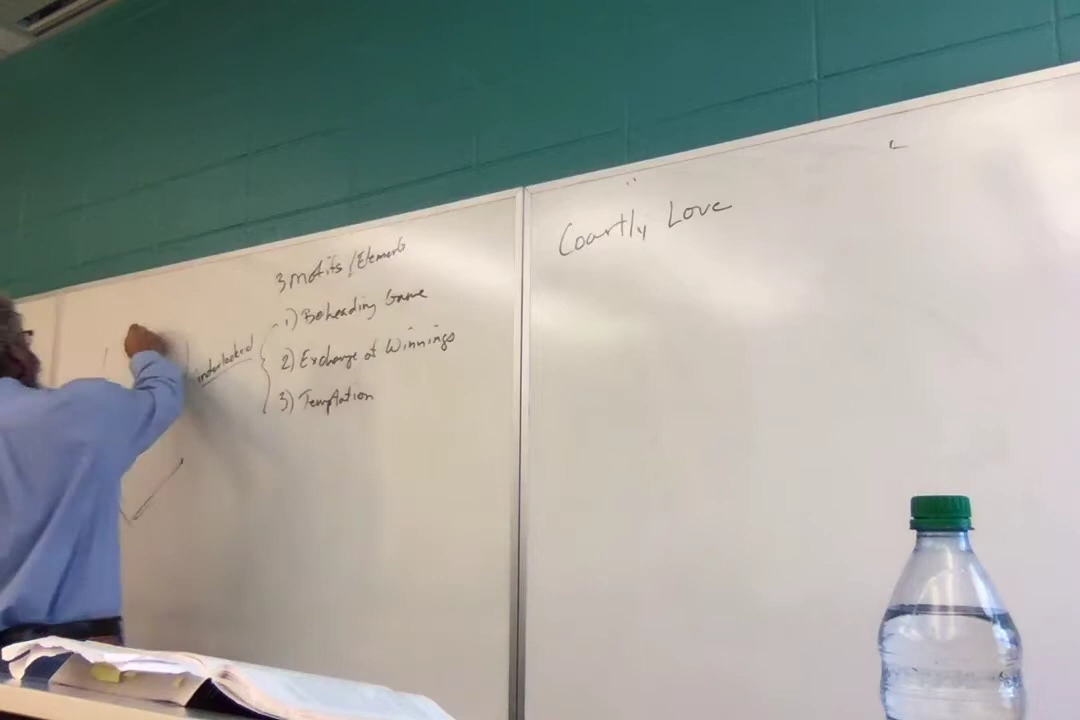 3 Motifs / Elements
1) Beheading Game
2) Exchange of Winnings
3) Temptation
interlocked
Courtly Love